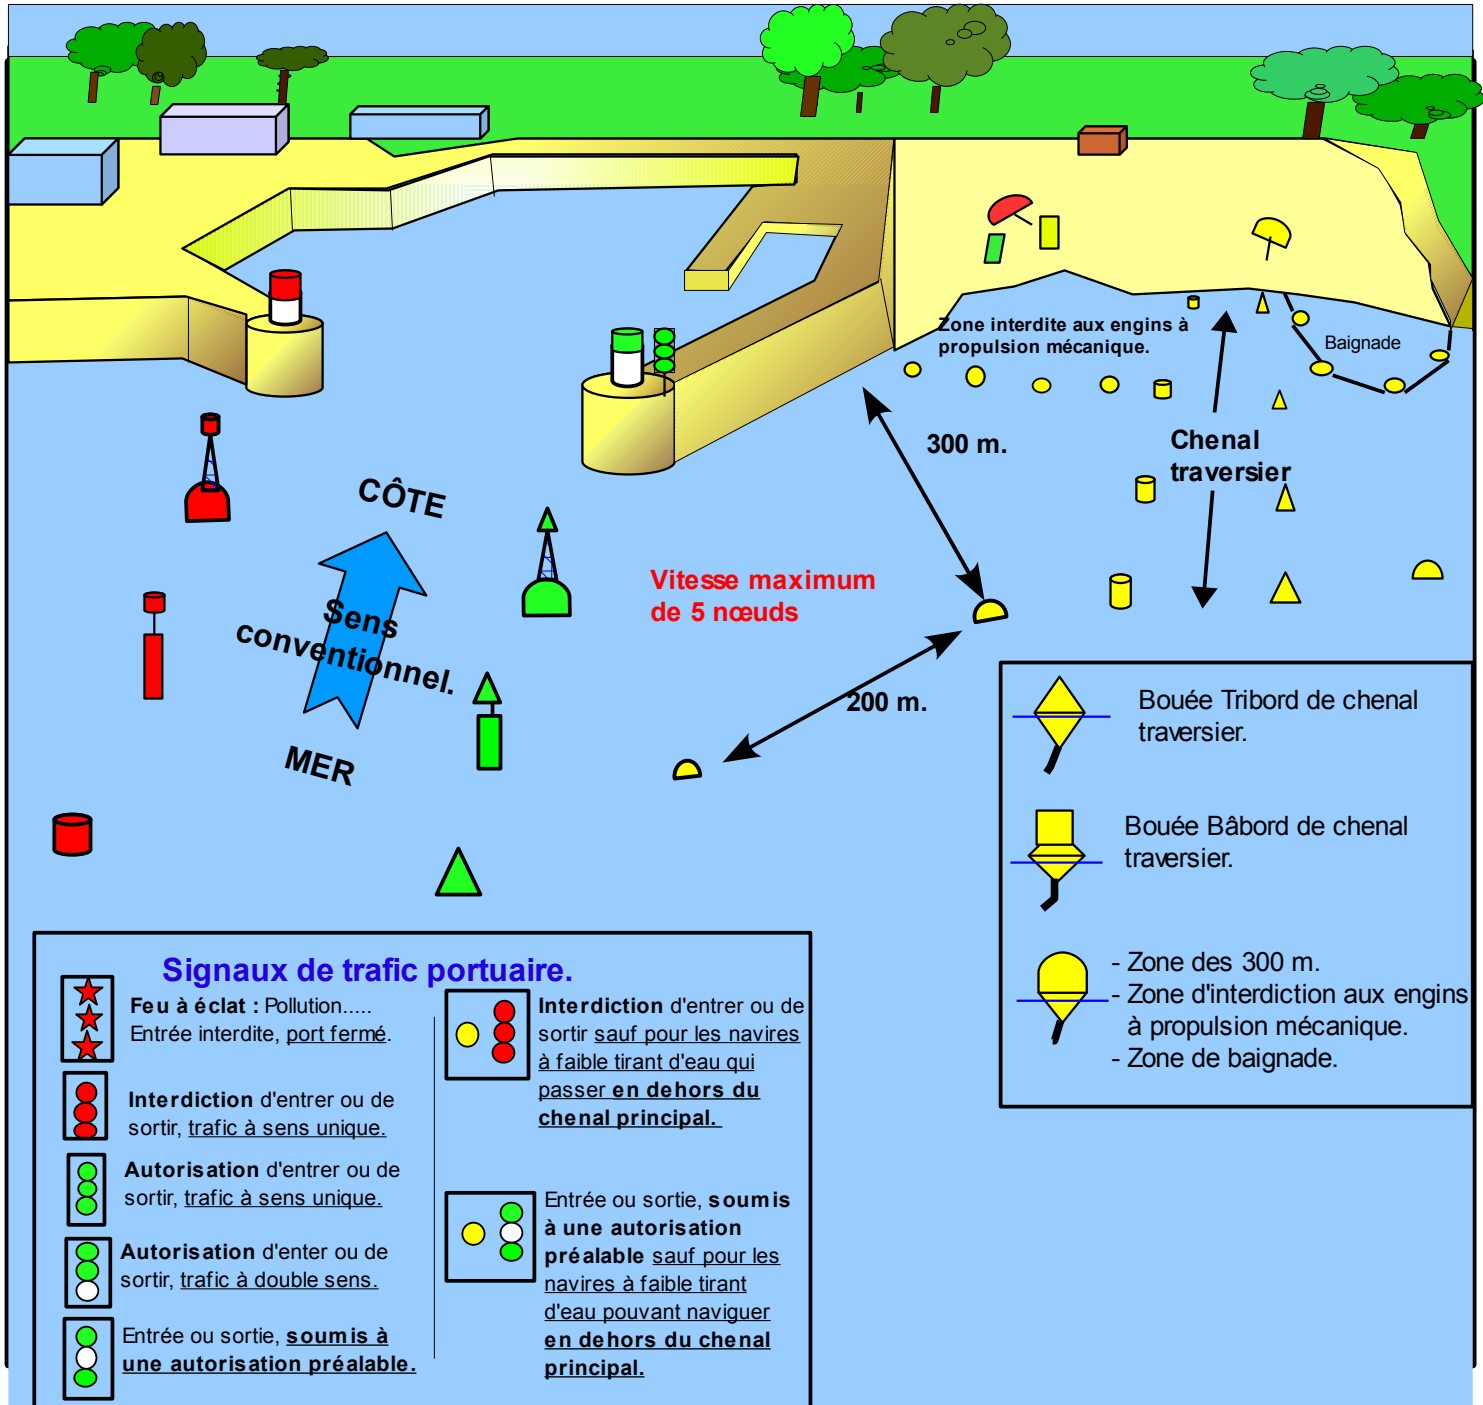 Zone interdite aux engins à
propulsion mécanique.
Baignade
300 m.
Chenal
traversier
CÔTE
Sens
conventionnel.
MER
Vitesse maximum
de 5 nœuds
200 m.
Bouée Tribord de chenal
traversier.
Bouée Bâbord de chenal
traversier.
- Zone des 300 m.
- Zone d'interdiction aux engins
à propulsion mécanique.
- Zone de baignade.
Signaux de trafic portuaire.
Feu à éclat : Pollution.....
Entrée interdite, port fermé.
Interdiction d'entrer ou de
sortir, trafic à sens unique.
Autorisation d'entrer ou de
sortir, trafic à sens unique.
Autorisation d'enter ou de
sortir, trafic à double sens.
Entrée ou sortie, soumis à
une autorisation préalable.
Interdiction d'entrer ou de
sortir sauf pour les navires
à faible tirant d'eau qui
passer en dehors du
chenal principal.
Entrée ou sortie, soumis
à une autorisation
préalable sauf pour les
navires à faible tirant
d'eau pouvant naviguer
en dehors du chenal
principal.